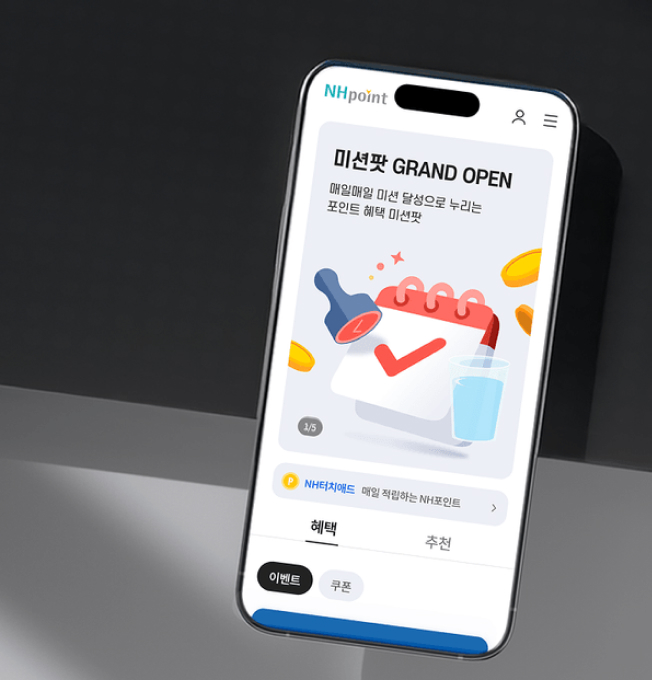 NHpoint
미션팟 GRAND OPEN
매일매일 미션 달성으로 누리는
포인트 혜택 미션팟
1/5
P
NH터치애드 매일 적립하는 NH포인트
혜택 추천
이벤트 쿠폰